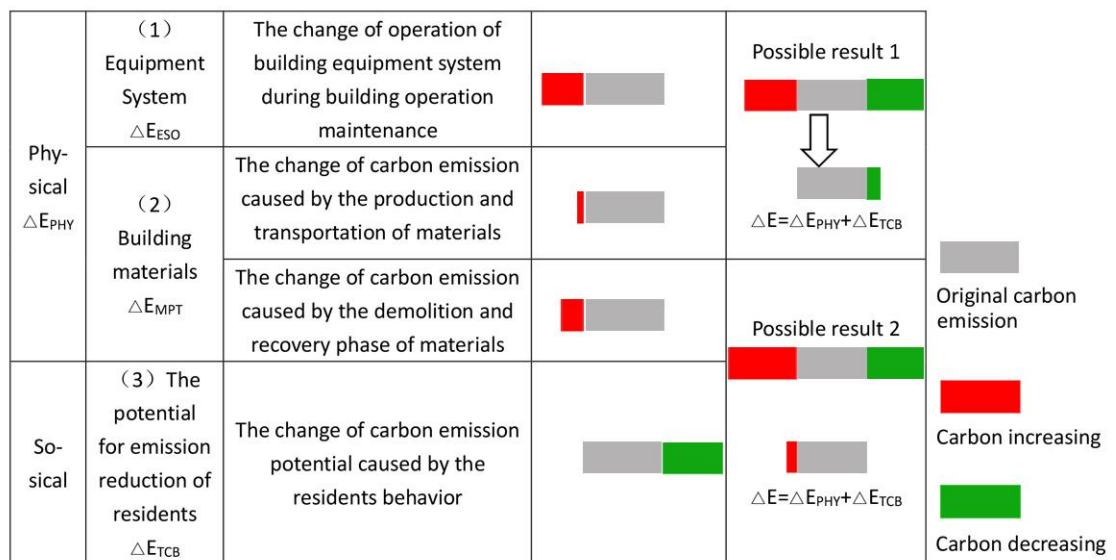 Phy-
sical
△EPHY
（1）
Equipment
System
△EESO
The change of operation of
building equipment system
during building operation
maintenance
（2）
Building
materials
△EMPT
The change of carbon emission
caused by the production and
transportation of materials
The change of carbon emission
caused by the demolition and
recovery phase of materials
So-
sical
（3）The
potential
for emission
reduction of
residents
△ETCB
The change of carbon emission
potential caused by the
residents behavior
Possible result 1
△E=△EPHY+△ETCB
Possible result 2
△E=△EPHY+△ETCB
Original carbon
emission
Carbon increasing
Carbon decreasing